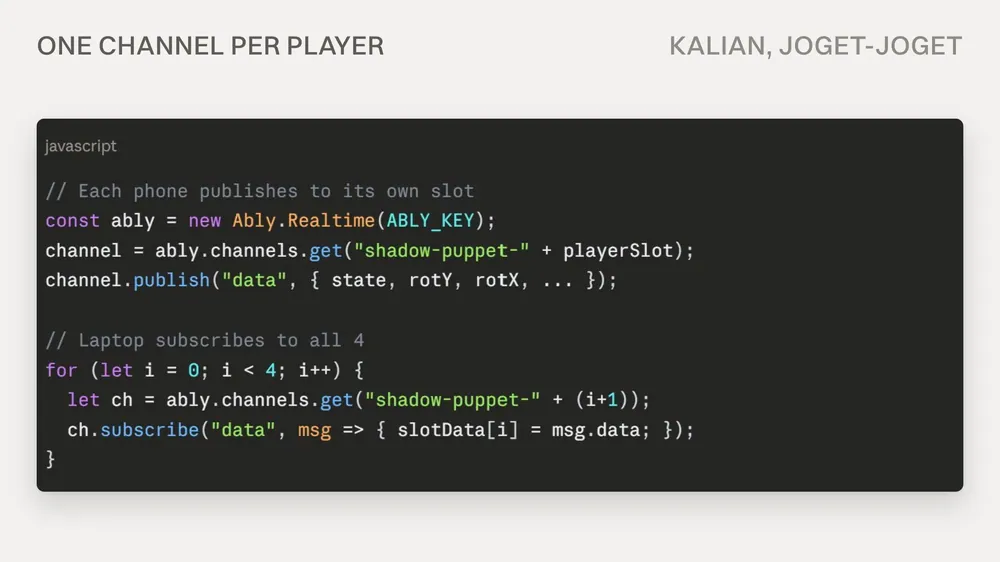 ONE CHANNEL PER PLAYER
KALIAN, JOGET-JOGET
javascript
// Each phone publishes to its own slot
const ably = new Ably.Realtime(ABLY_KEY);
channel = ably.channels.get("shadow-puppet-" + playerSlot);
channel.publish("data", { state, rotY, rotX, ... });
// Laptop subscribes to all 4
for (let i = 0; i < 4; i++) {
  let ch = ably.channels.get("shadow-puppet-" + (i+1));
  ch.subscribe("data", msg => { slotData[i] = msg.data; });
}